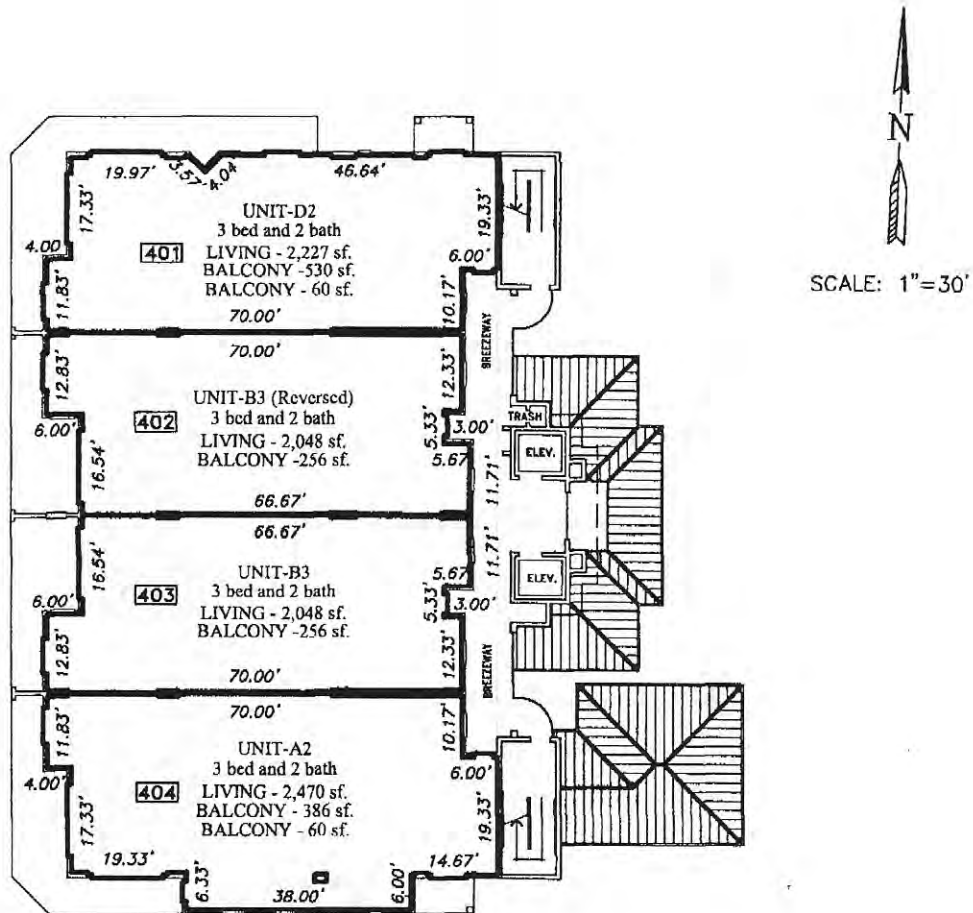 N
SCALE: 1"=30'
19.97'
3.57'
4.04
46.64'
17.33'
19.33'
UNIT-D2
3 bed and 2 bath
401
LIVING - 2,227 sf.
BALCONY -530 sf.
BALCONY - 60 sf.
4.00'
6.00'
11.83'
10.17'
70.00'
BREEZEWAY
70.00'
12.83'
12.33'
UNIT-B3 (Reversed)
3 bed and 2 bath
402
LIVING - 2,048 sf.
BALCONY -256 sf.
TRASH
6.00'
3.00'
5.33'
5.67
ELEV.
16.54'
11.71'
66.67'
66.67'
16.54'
11.71'
UNIT-B3
3 bed and 2 bath
403
LIVING - 2,048 sf.
BALCONY -256 sf.
5.67
ELEV.
5.33'
3.00'
6.00'
12.83'
12.33'
BREEZEWAY
70.00'
70.00'
11.83'
10.17'
UNIT-A2
3 bed and 2 bath
404
LIVING - 2,470 sf.
BALCONY - 386 sf.
BALCONY - 60 sf.
4.00'
6.00'
17.33'
19.33'
19.33'
14.67'
6.33'
6.00'
38.00'